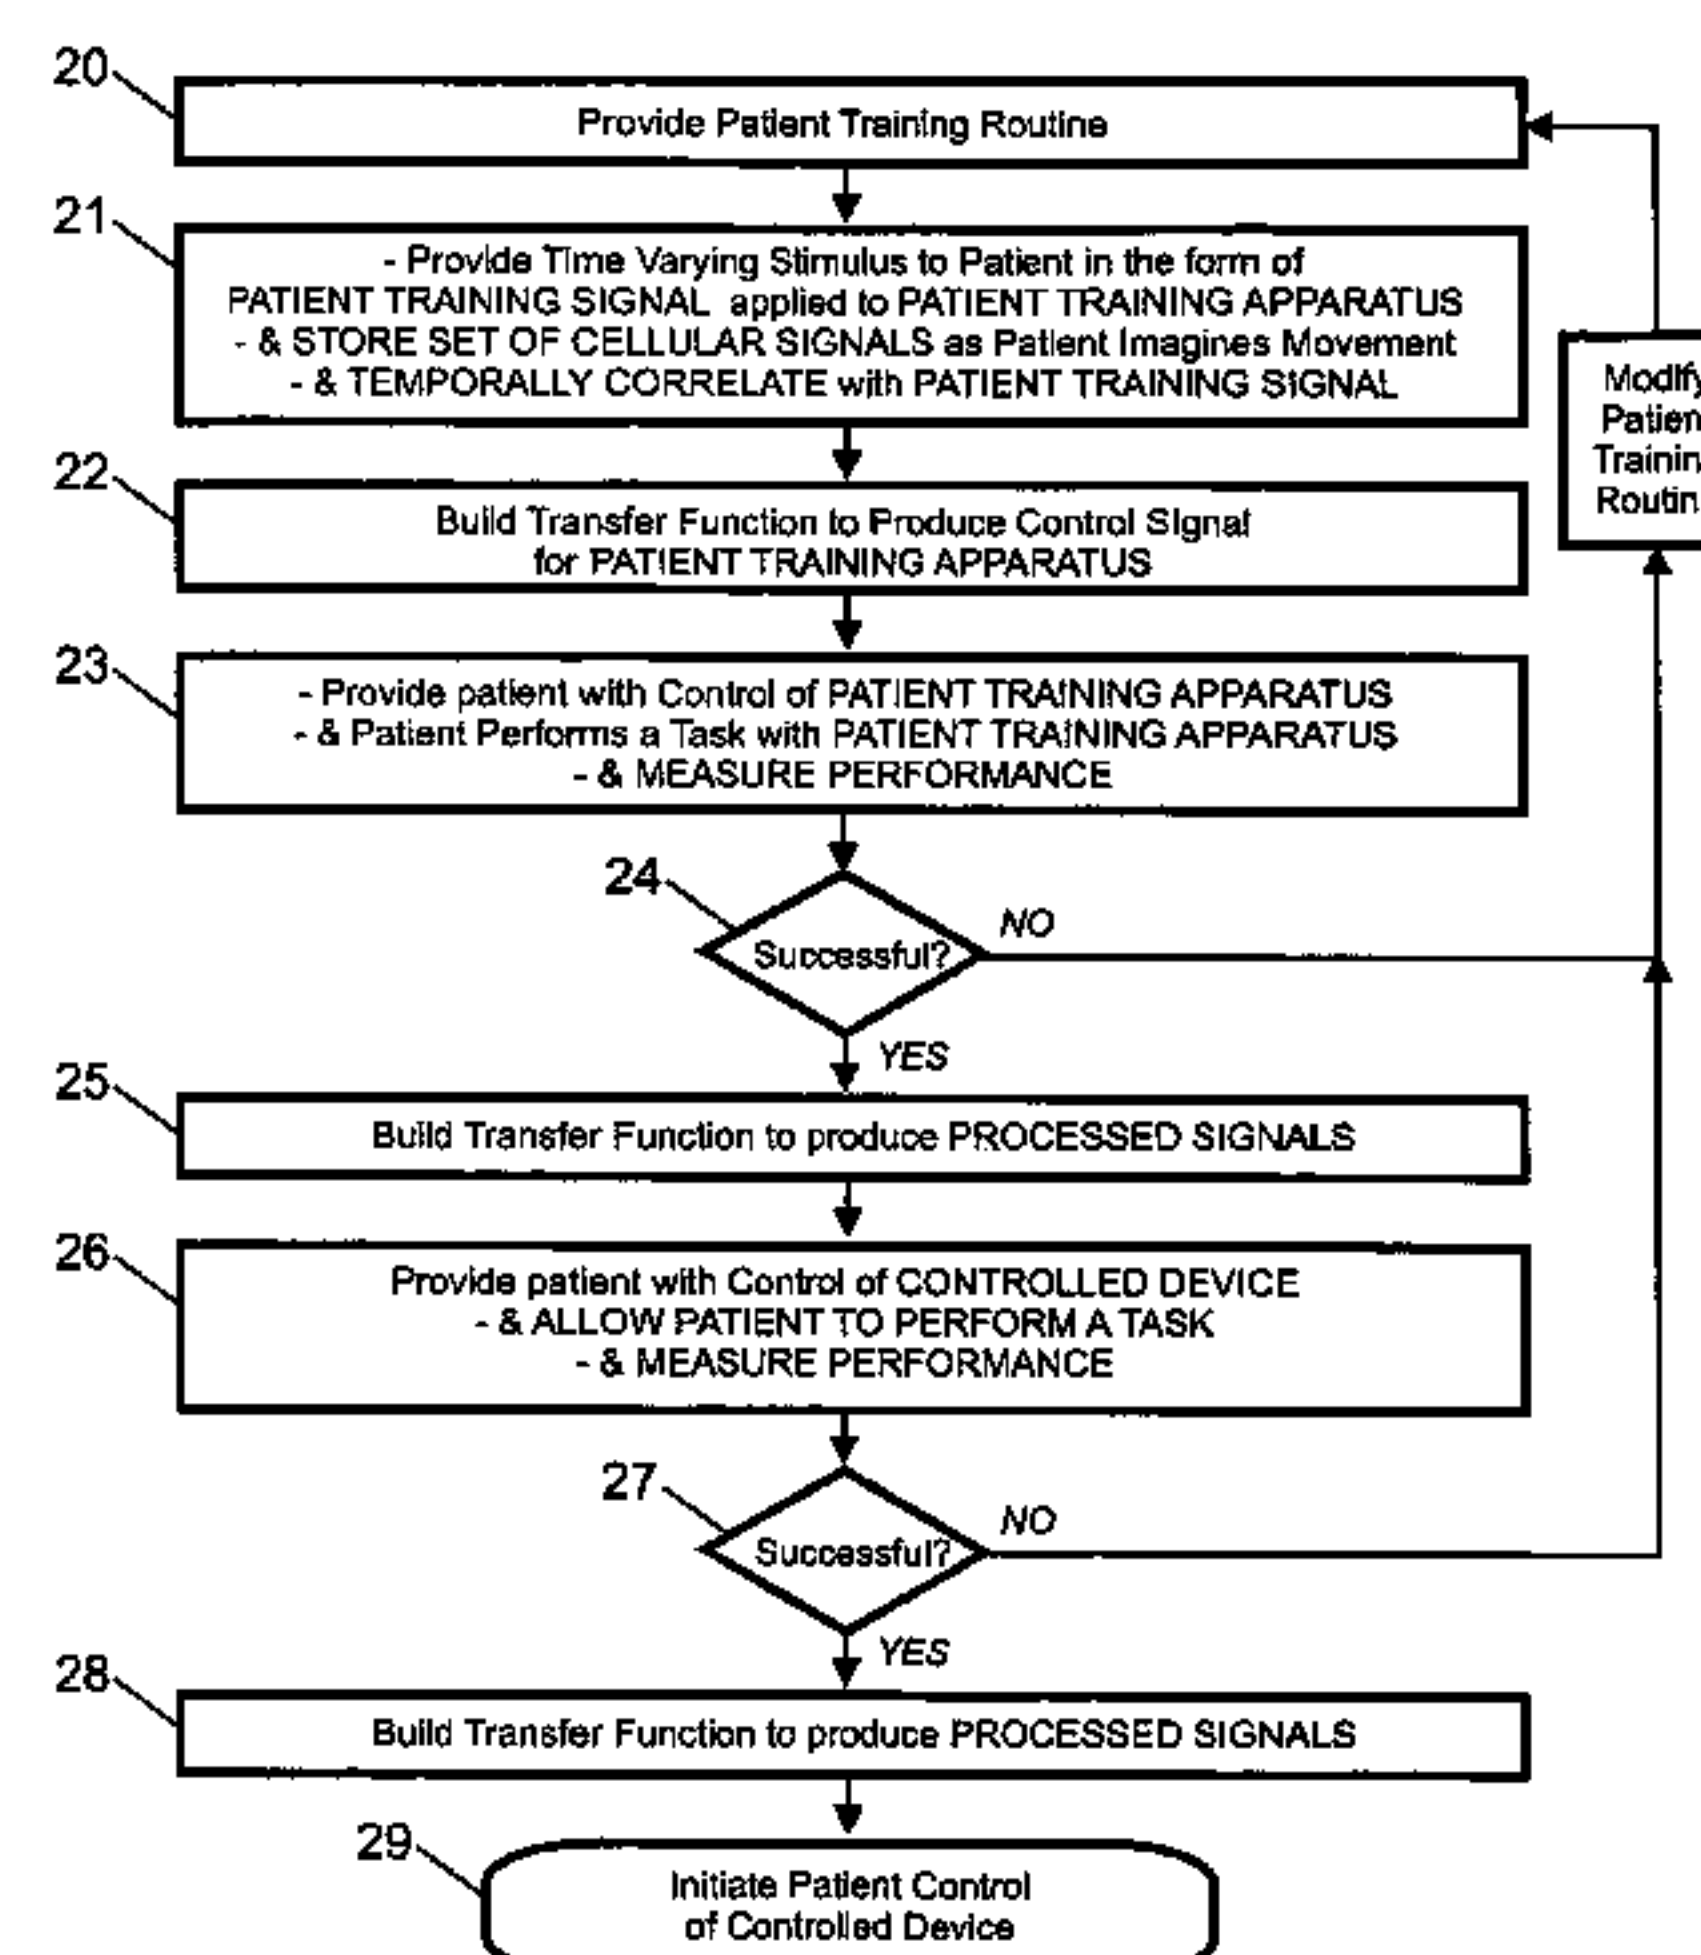 20
Provide Patient Training Routine
21
- Provide Time Varying Stimulus to Patient in the form of
PATIENT TRAINING SIGNAL applied to PATIENT TRAINING APPARATUS
- & STORE SET OF CELLULAR SIGNALS as Patient Imagines Movement
- & TEMPORALLY CORRELATE with PATIENT TRAINING SIGNAL
Modify
Patien
Trainin
Routin
22
Build Transfer Function to Produce Control Signal
for PATIENT TRAINING APPARATUS
23
- Provide patient with Control of PATIENT TRAINING APPARATUS
- & Patient Performs a Task with PATIENT TRAINING APPARATUS
- & MEASURE PERFORMANCE
24
Successful?
NO
YES
25
Build Transfer Function to produce PROCESSED SIGNALS
26
Provide patient with Control of CONTROLLED DEVICE
- & ALLOW PATIENT TO PERFORM A TASK
- & MEASURE PERFORMANCE
27
Successful?
NO
YES
28
Build Transfer Function to produce PROCESSED SIGNALS
29
Initiate Patient Control
of Controlled Device